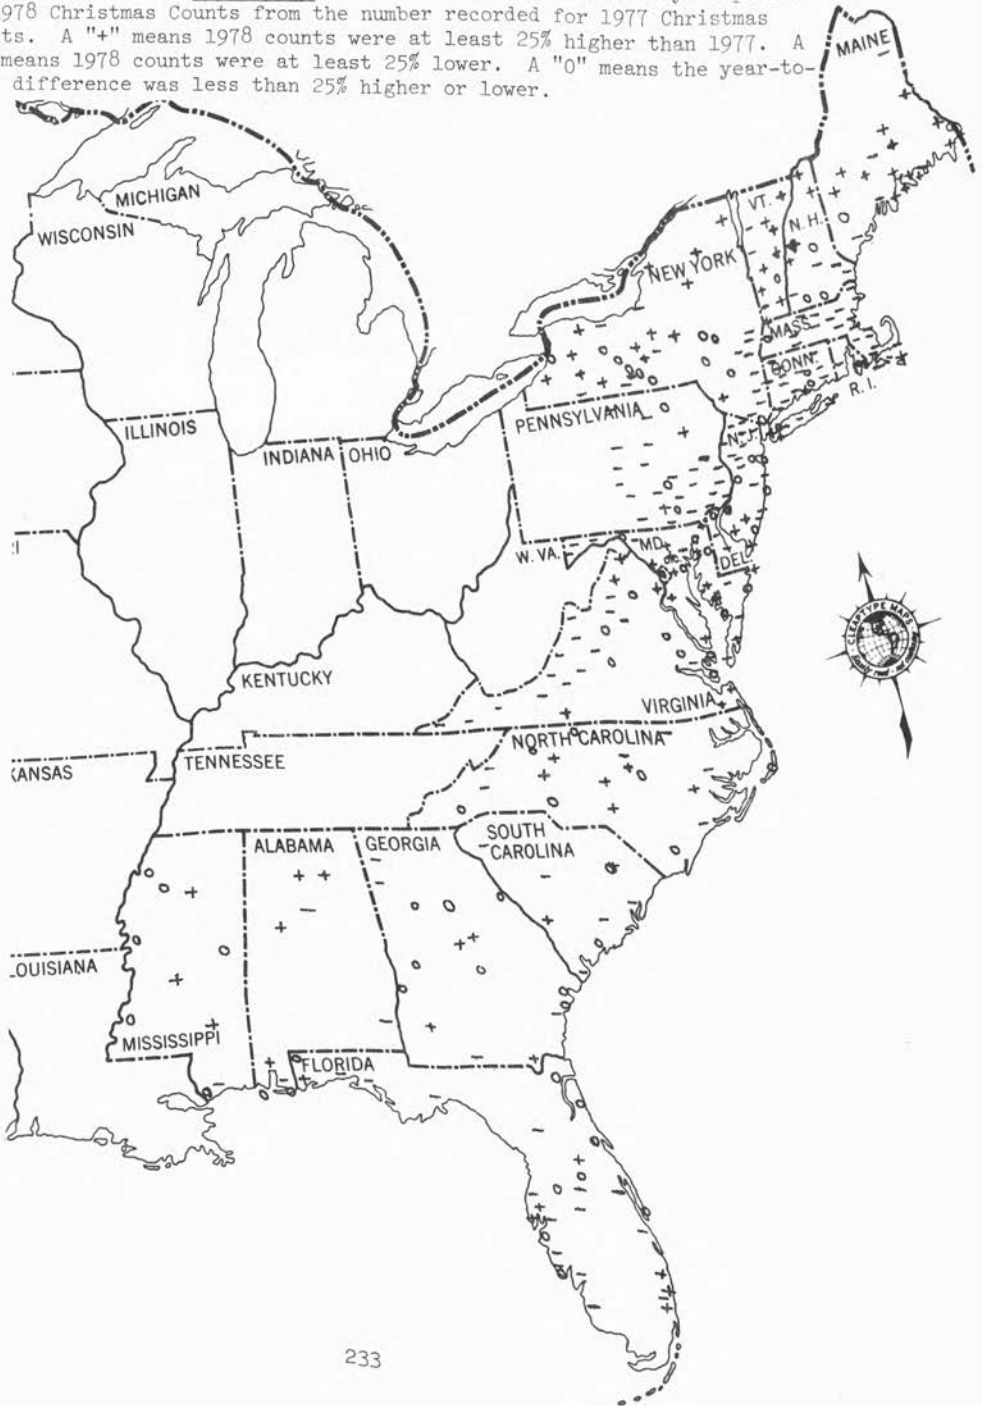 978 Christmas Counts from the number recorded for 1977 Christmas
ts. A "+" means 1978 counts were at least 25% higher than 1977. A
means 1978 counts were at least 25% lower. A "0" means the year-to-
difference was less than 25% higher or lower.
MAINE
MICHIGAN
WISCONSIN
VT.
N. H.
NEW YORK
MASS.
CONN.
R. I.
PENNSYLVANIA
N. J.
ILLINOIS
INDIANA
OHIO
W. VA.
MD.
DEL.
CLEARTYPE MAPS
KENTUCKY
VIRGINIA
NORTH CAROLINA
KANSAS
TENNESSEE
SOUTH
CAROLINA
ALABAMA
GEORGIA
LOUISIANA
MISSISSIPPI
FLORIDA
233